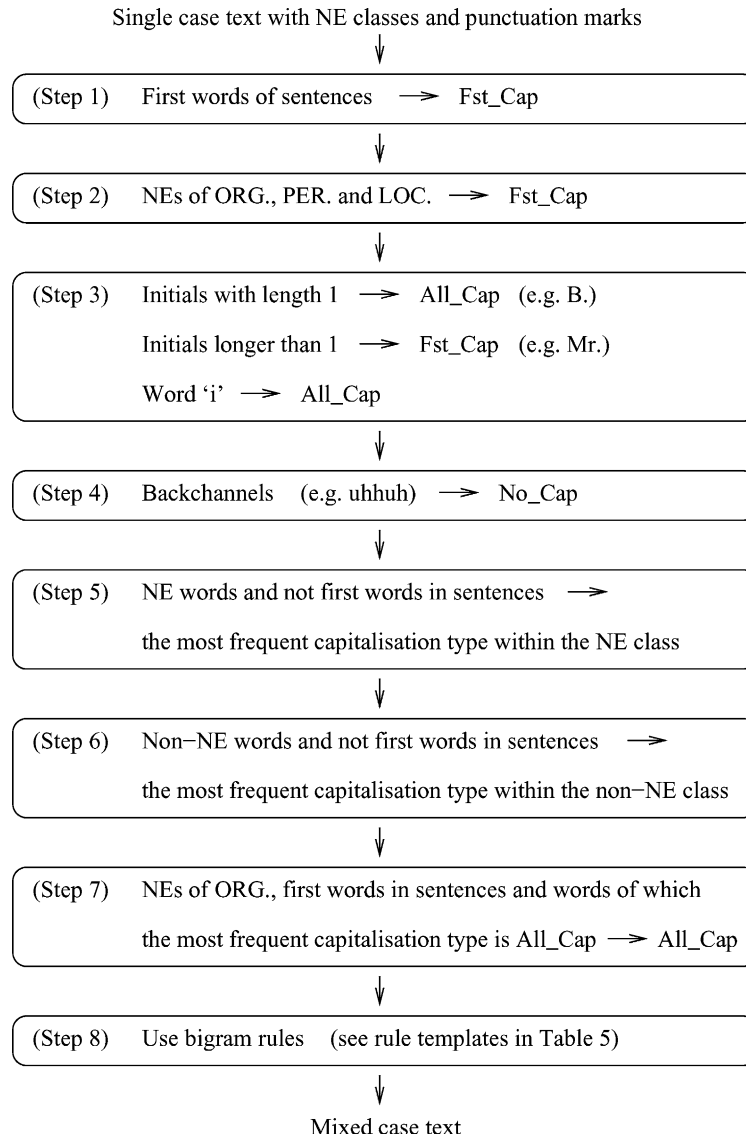 Single case text with NE classes and punctuation marks
(Step 1) First words of sentences → Fst_Cap
(Step 2) NEs of ORG., PER. and LOC. → Fst_Cap
(Step 3) Initials with length 1 → All_Cap (e.g. B.)
Initials longer than 1 → Fst_Cap (e.g. Mr.)
Word ‘i’ → All_Cap
(Step 4) Backchannels (e.g. uhhuh) → No_Cap
(Step 5) NE words and not first words in sentences →
the most frequent capitalisation type within the NE class
(Step 6) Non−NE words and not first words in sentences →
the most frequent capitalisation type within the non−NE class
(Step 7) NEs of ORG., first words in sentences and words of which
the most frequent capitalisation type is All_Cap → All_Cap
(Step 8) Use bigram rules (see rule templates in Table 5)
Mixed case text